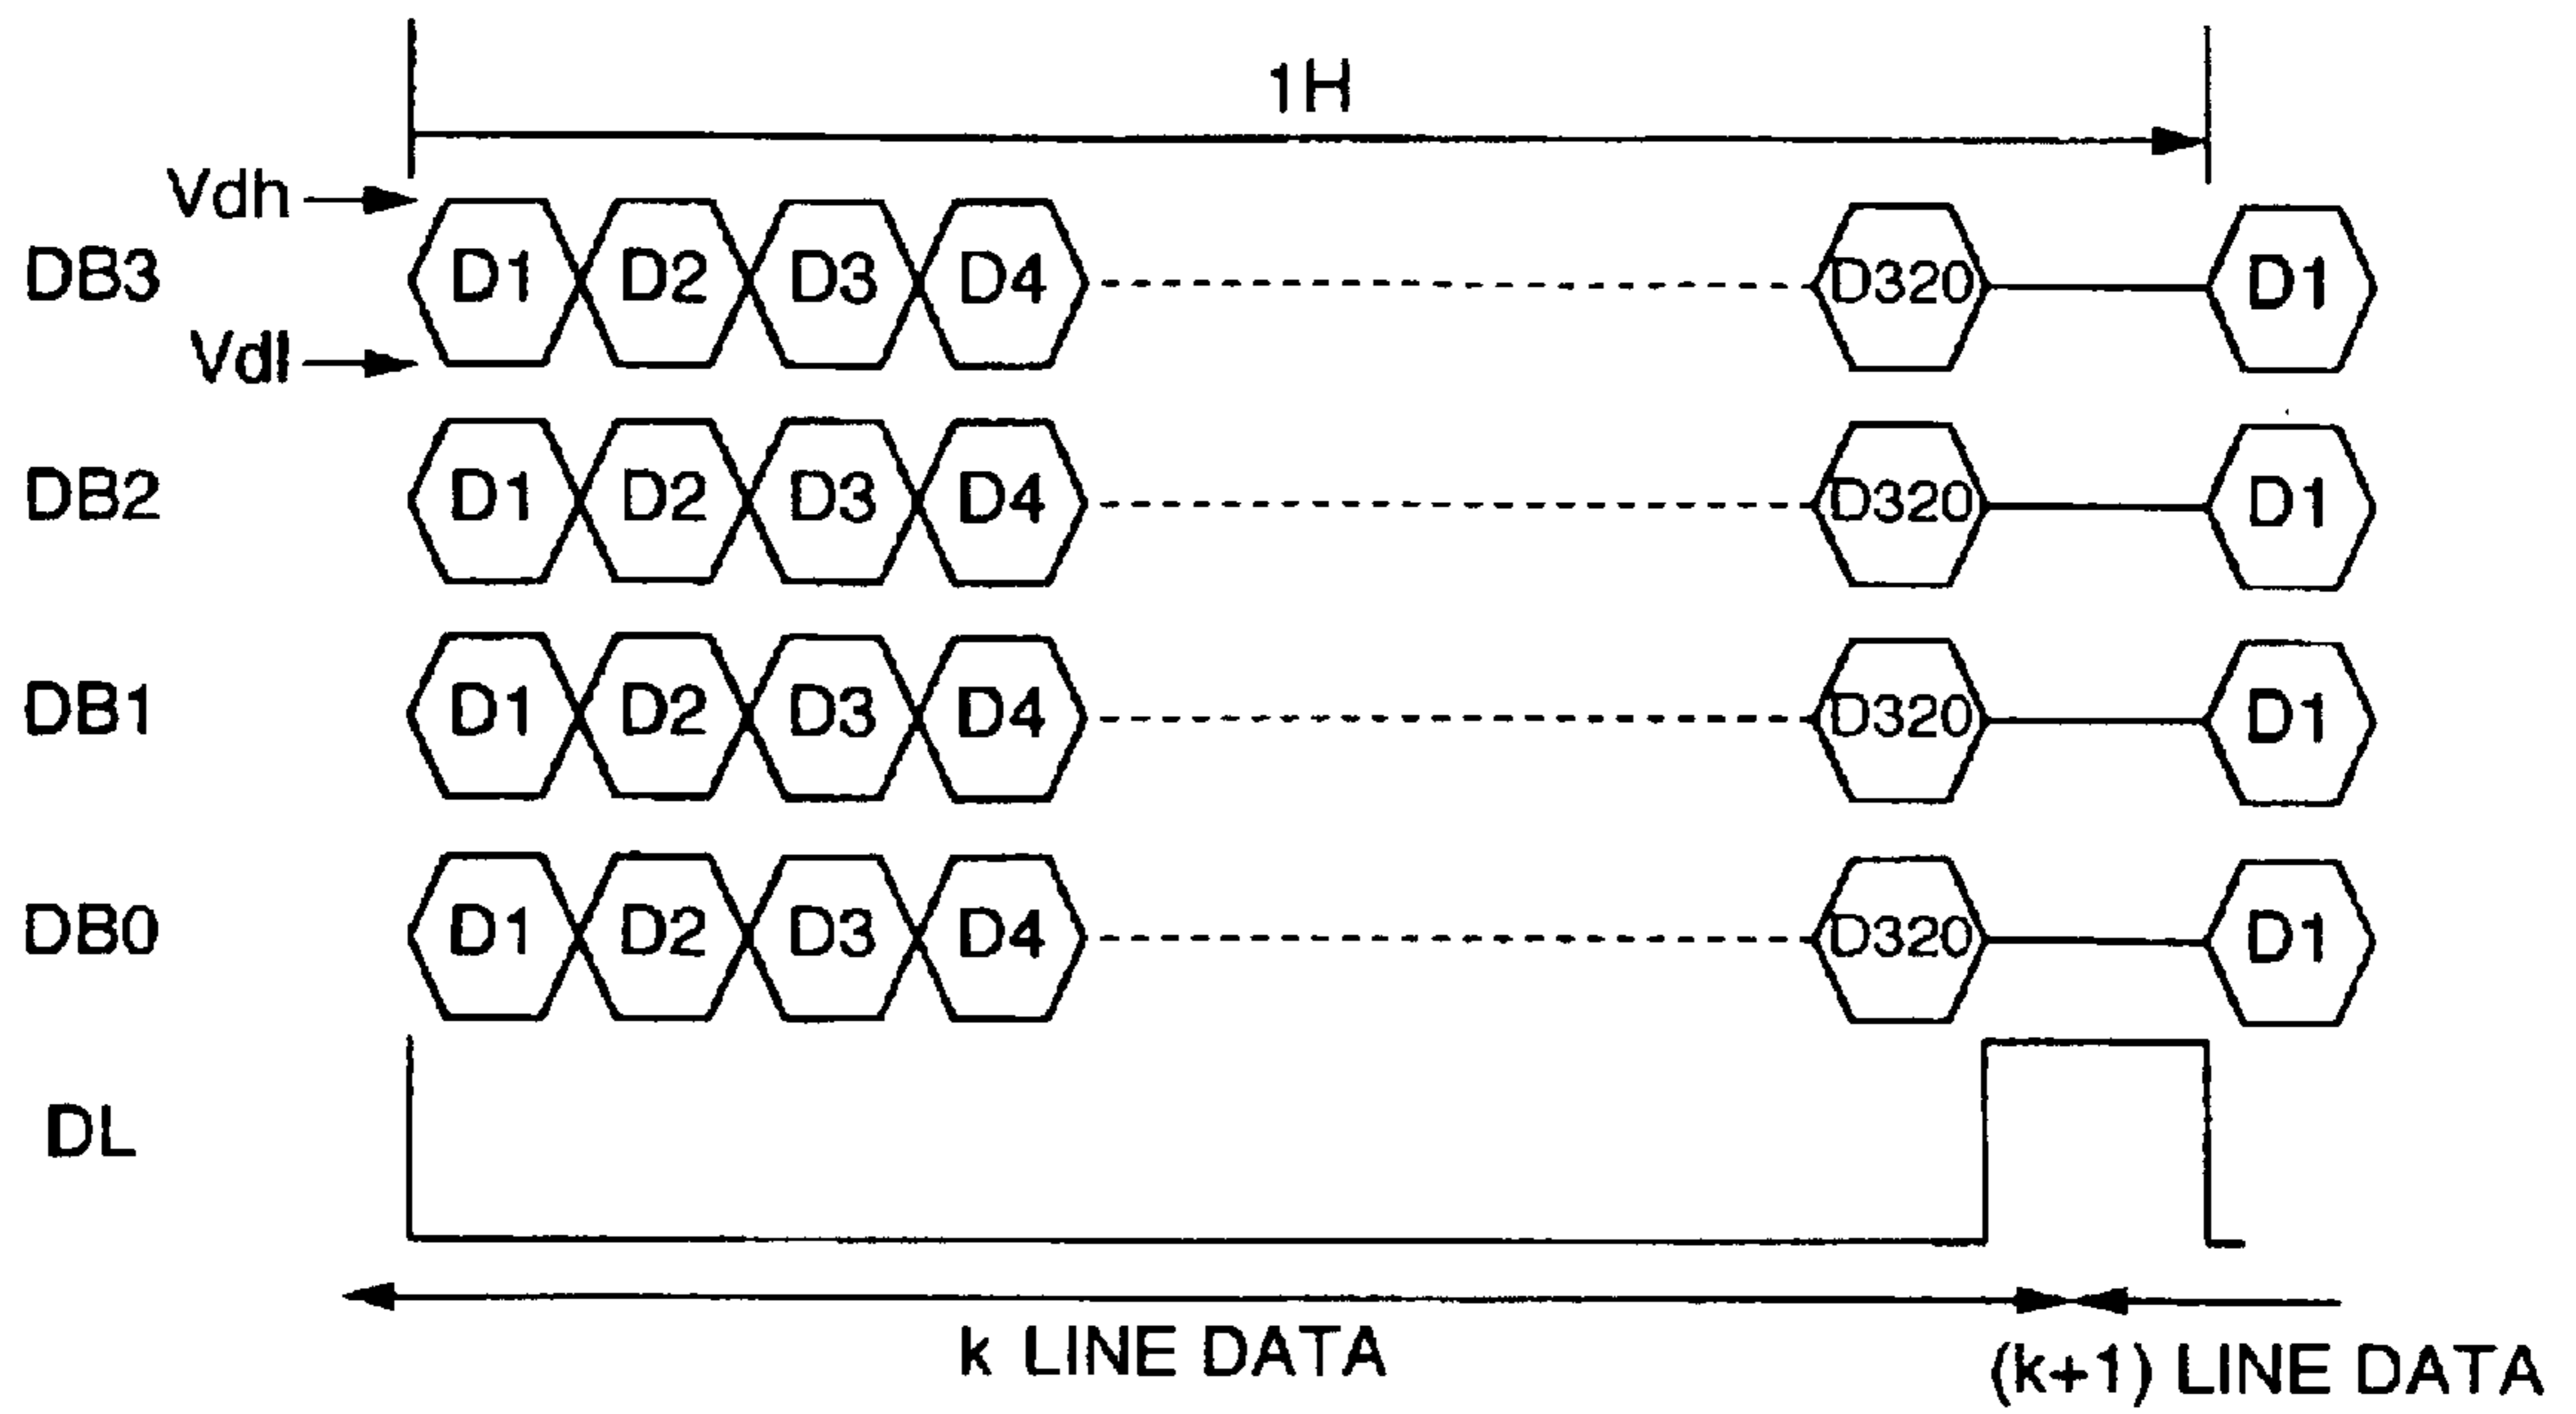 1H
Vdh
DB3 D1 D2 D3 D4 D320 D1
Vdl
DB2 D1 D2 D3 D4 D320 D1
DB1 D1 D2 D3 D4 D320 D1
DB0 D1 D2 D3 D4 D320 D1
DL
k LINE DATA
(k+1) LINE DATA